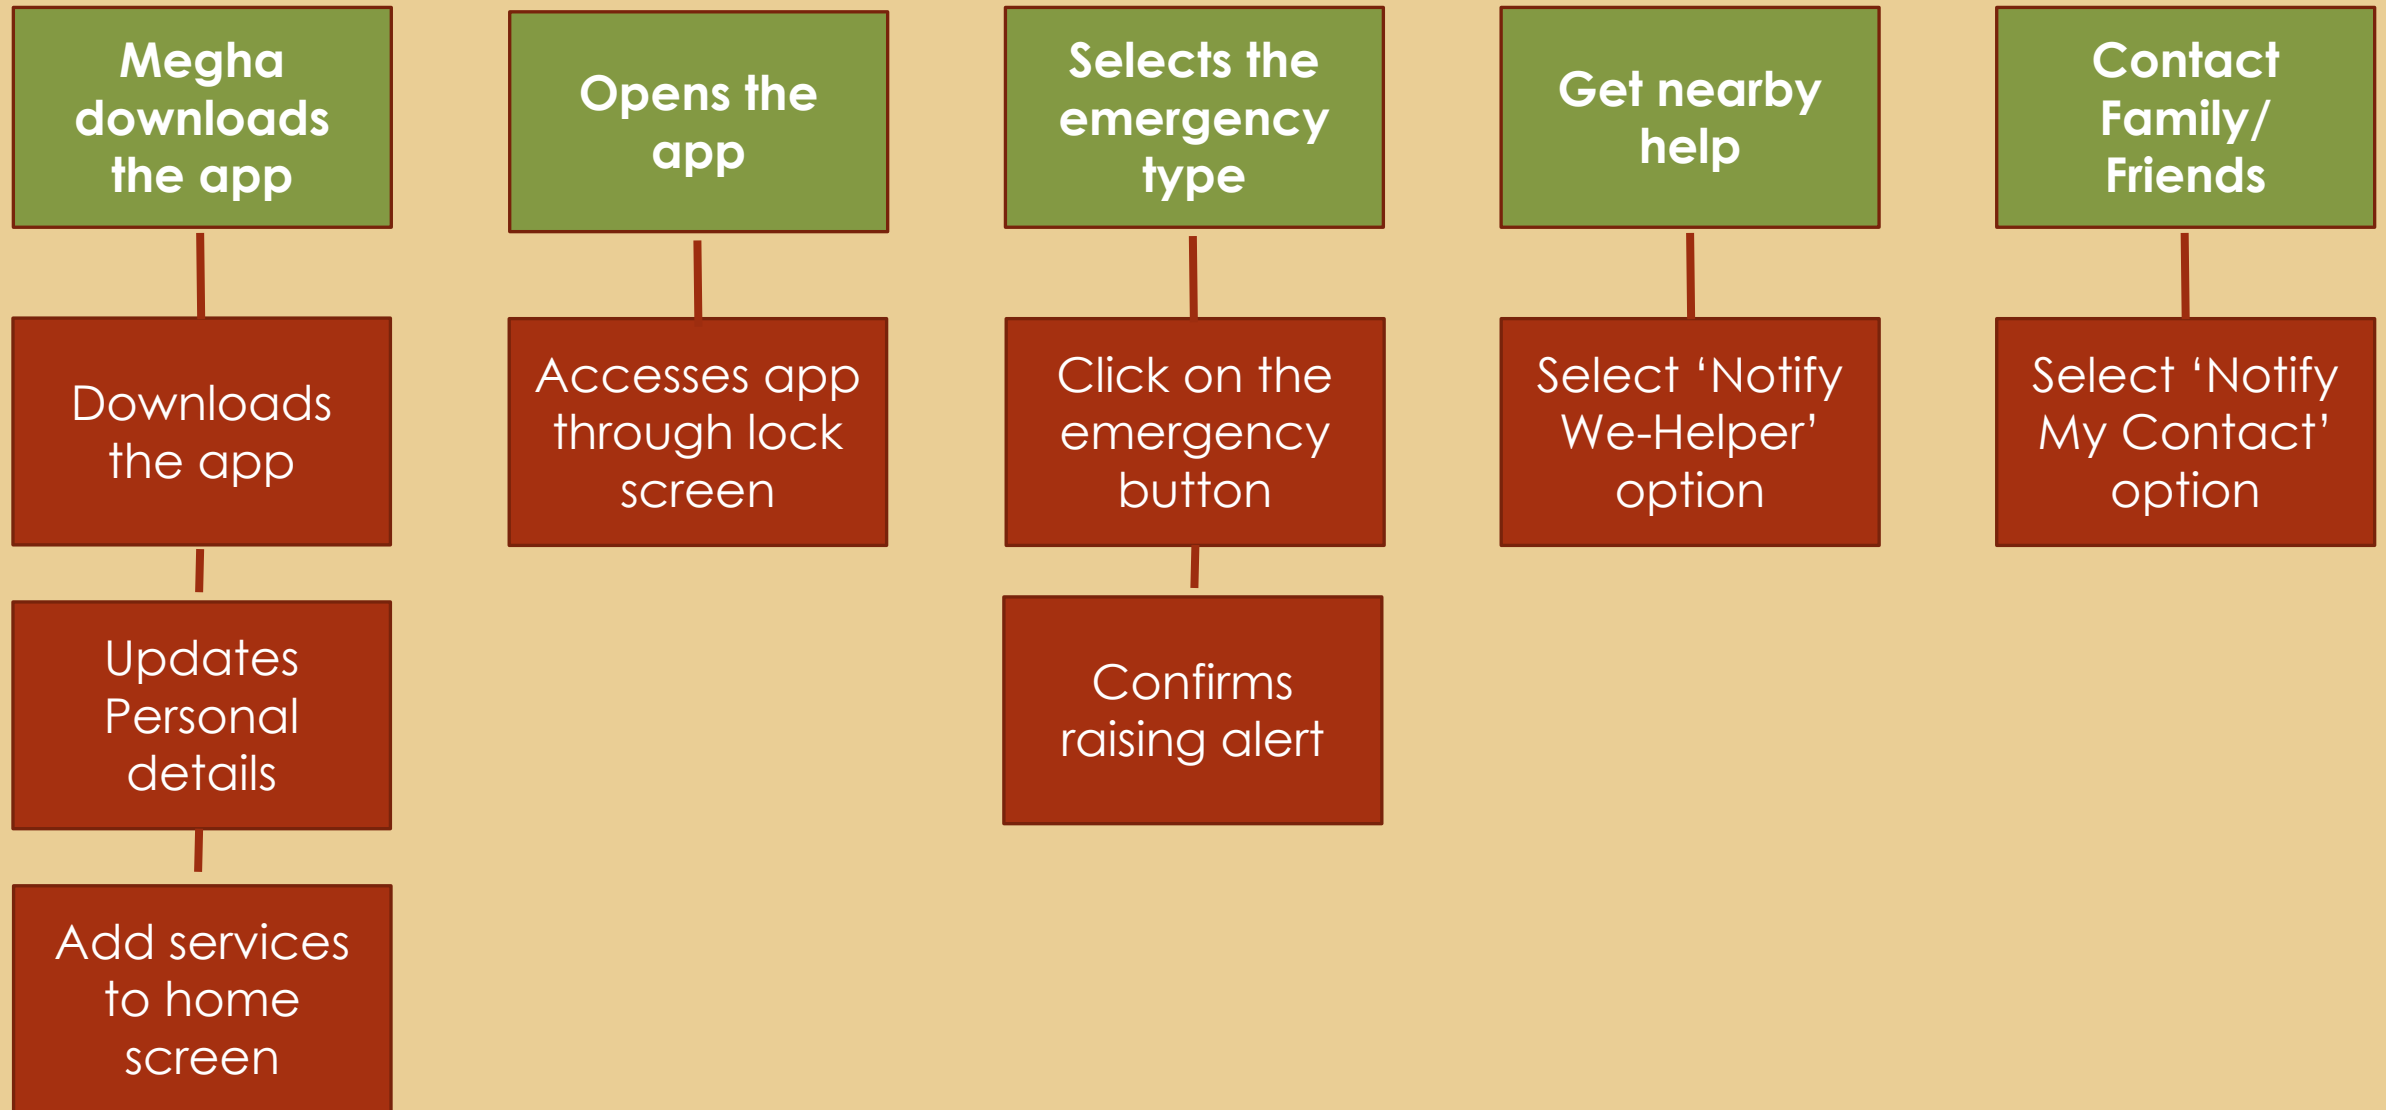 Megha
downloads
the app
Opens the
app
Selects the
emergency
type
Get nearby
help
Contact
Family/
Friends
Downloads
the app
Accesses app
through lock
screen
Click on the
emergency
button
Select ‘Notify
We-Helper’
option
Select ‘Notify
My Contact’
option
Updates
Personal
details
Confirms
raising alert
Add services
to home
screen